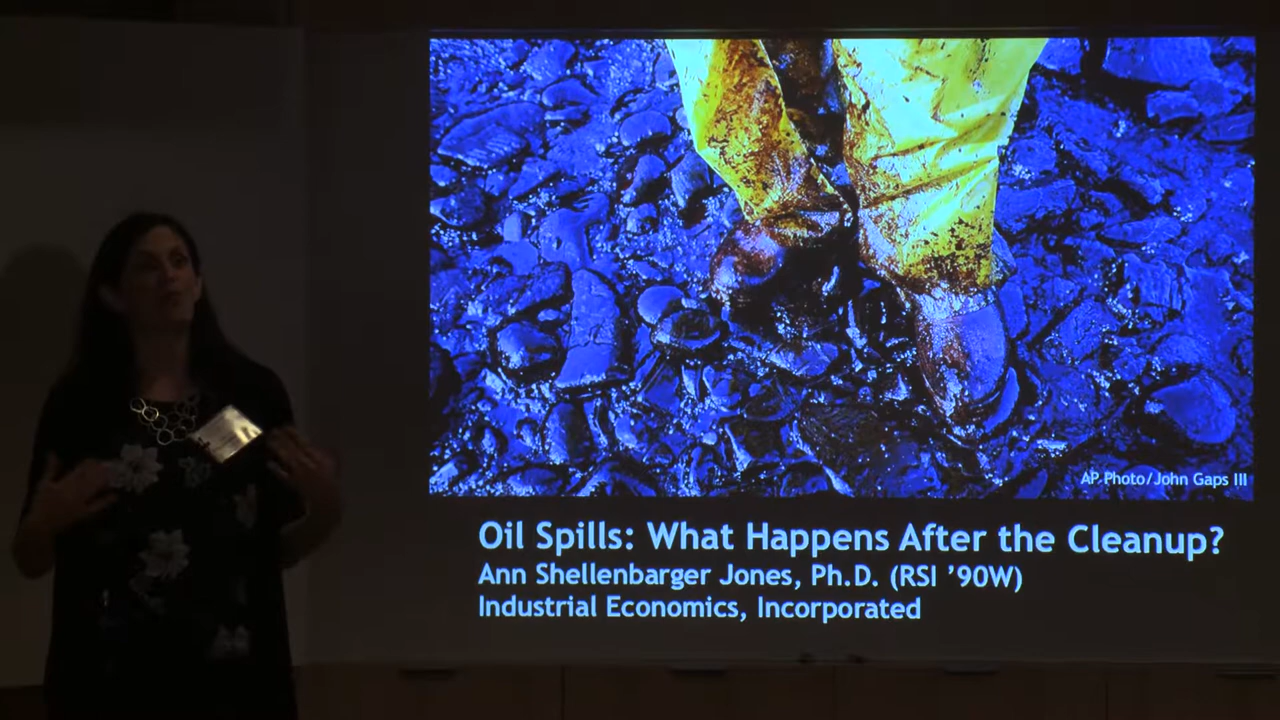 AP Photo/John Gaps III
Oil Spills: What Happens After the Cleanup?
Ann Shellenbarger Jones, Ph.D. (RSI ’90W)
Industrial Economics, Incorporated